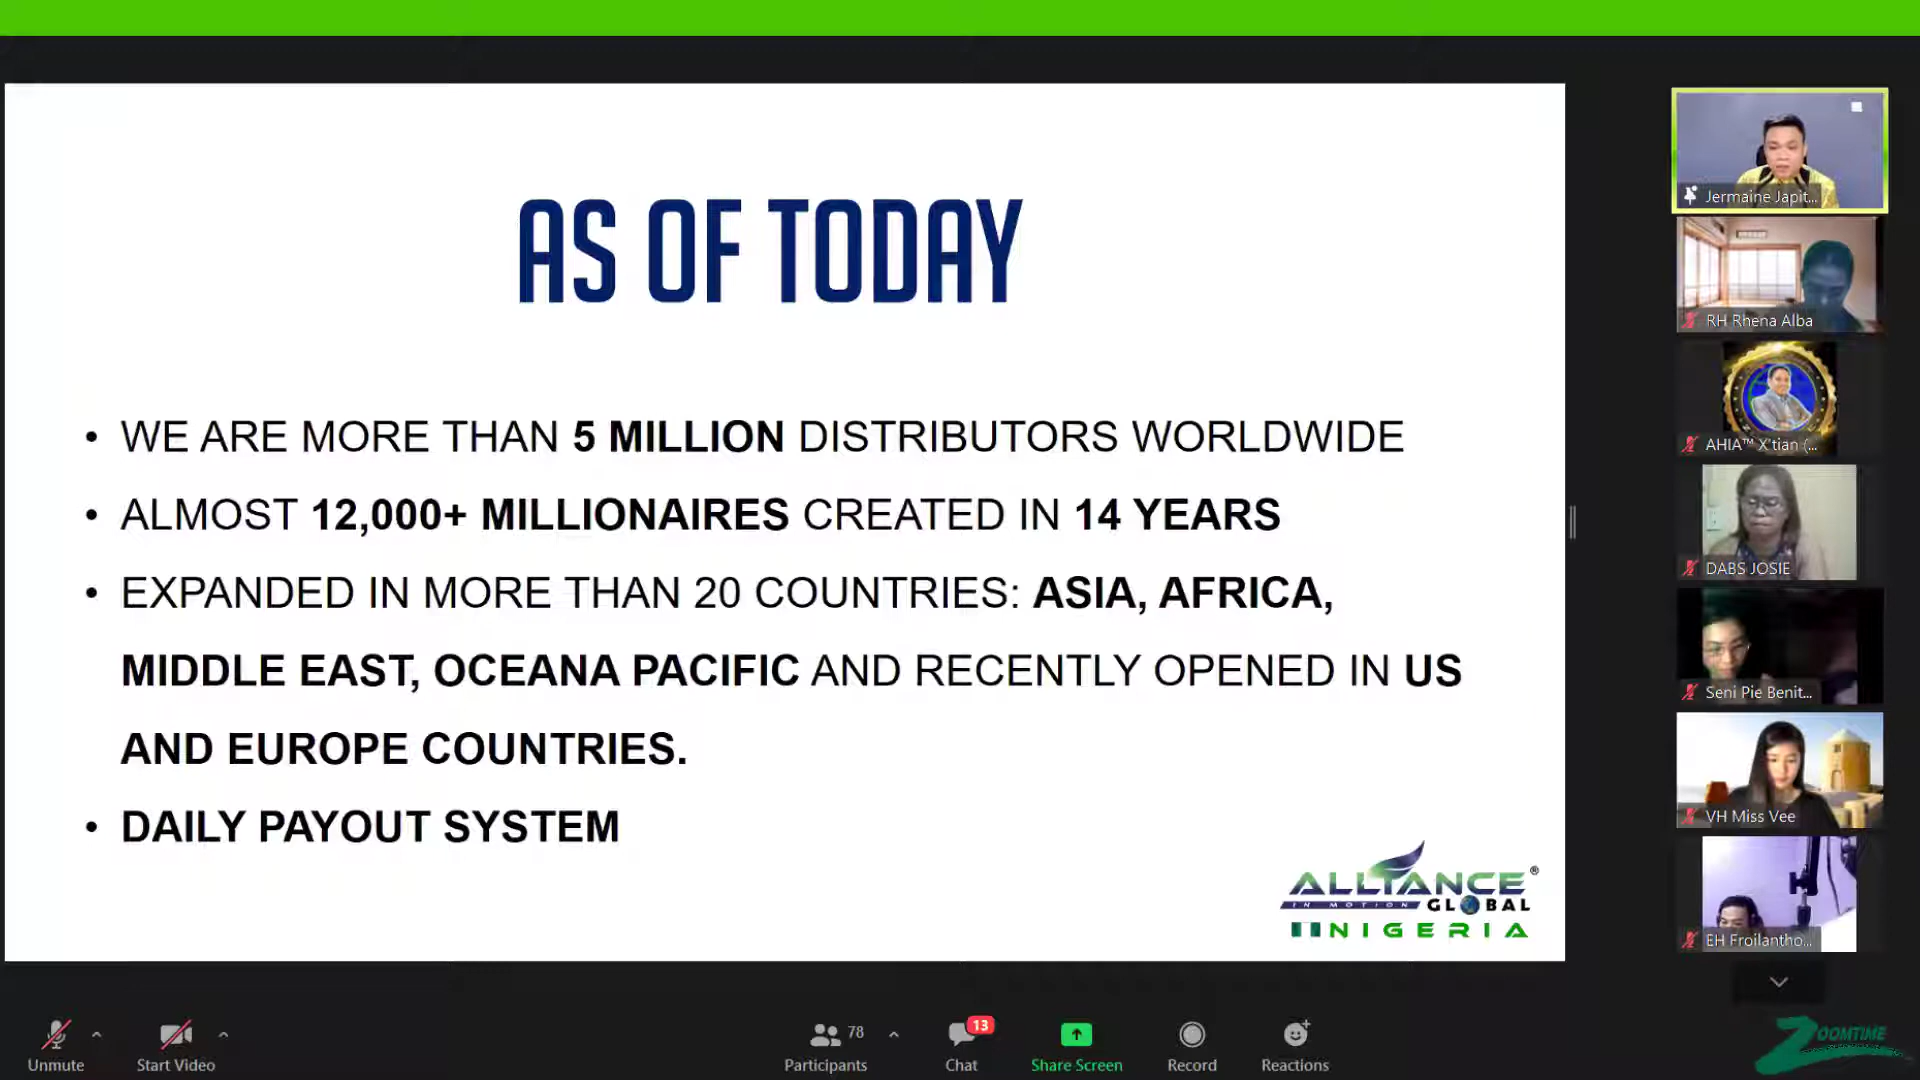 AS OF TODAY
• WE ARE MORE THAN 5 MILLION DISTRIBUTORS WORLDWIDE
• ALMOST 12,000+ MILLIONAIRES CREATED IN 14 YEARS
• EXPANDED IN MORE THAN 20 COUNTRIES: ASIA, AFRICA,
MIDDLE EAST, OCEANA PACIFIC AND RECENTLY OPENED IN US
AND EUROPE COUNTRIES.
• DAILY PAYOUT SYSTEM
ALLIANCE®
IN MOTION GLOBAL
NIGERIA
Jermaine Japit...
RH Rhena Alba
AHIA™ X'tian (...
DABS JOSIE
Seni Pie Benit...
VH Miss Vee
EH Froilantho...
78
13
Unmute
Start Video
Participants
Chat
Share Screen
Record
Reactions
ZOOMTIME